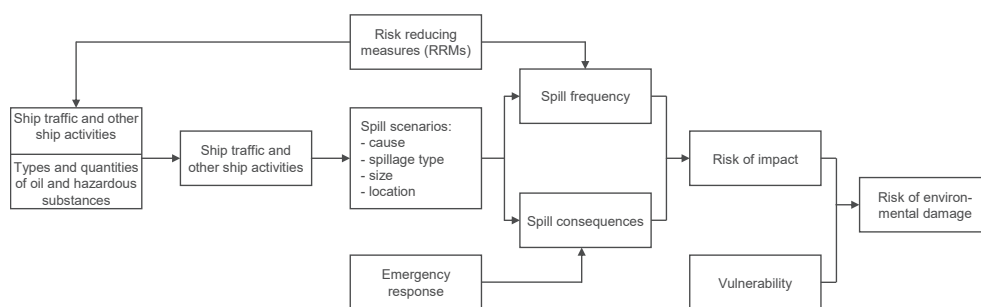 Risk reducing
measures (RRMs)
Ship traffic and other
ship activities
Types and quantities
of oil and hazardous
substances
Ship traffic and
other ship activities
Spill scenarios:
- cause
- spillage type
- size
- location
Spill frequency
Spill consequences
Emergency
response
Risk of impact
Vulnerability
Risk of environ-
mental damage